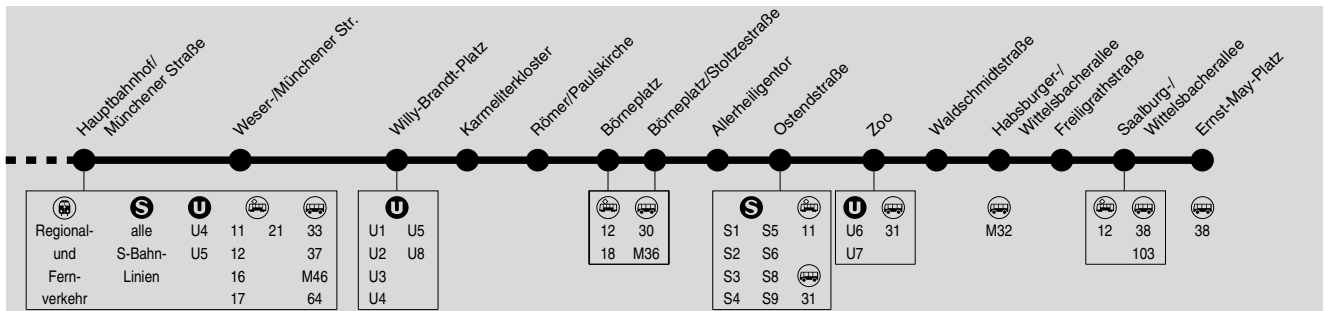 Hauptbahnhof/
Münchener Straße
Weser-/Münchener Str.
Willy-Brandt-Platz
Karmeliterkloster
Römer/Paulskirche
Börneplatz
Börneplatz/Stoltzestraße
Allerheiligentor
Ostendstraße
Zoo
Waldschmidtstraße
Habsburger-/
Wittelsbacherallee
Freiligrathstraße
Saalburg-/
Wittelsbacherallee
Ernst-May-Platz
S U U S U
Regional- alle U4 11 21 33 U1 U5 12 30 S1 S5 11 U6 31 M32 12 38 38
und S-Bahn- U5 12 37 U2 U8 18 M36 S2 S6 U7 103
Fern- Linien 16 M46 U3 S3 S8
verkehr 17 64 U4 S4 S9 31